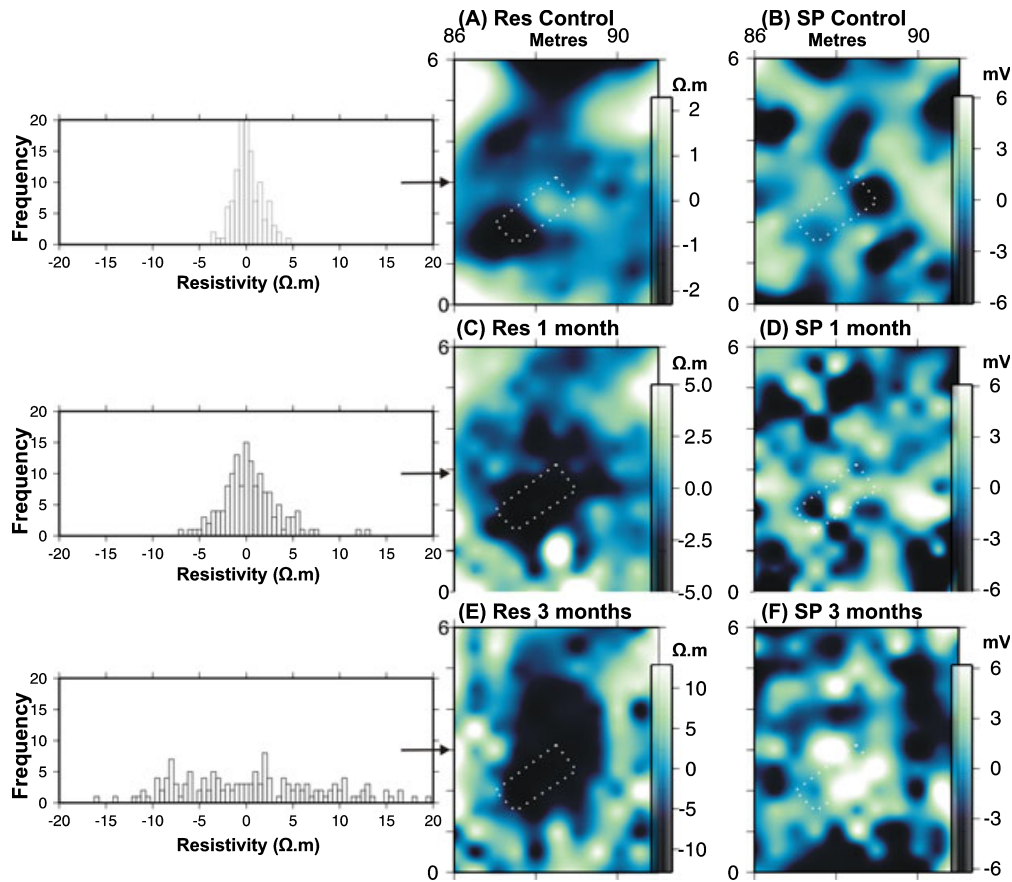 (A) Res Control
(B) SP Control
86 90
Metres
86 90
Metres
6
6
Ω.m
mV
2
1
0
-1
-2
6
3
0
-3
-6
0
0
Frequency
20
15
10
5
0
-20 -15 -10 -5 0 5 10 15 20
Resistivity (Ω.m)
(C) Res 1 month
(D) SP 1 month
6
6
Ω.m
mV
5.0
2.5
0.0
-2.5
-5.0
6
3
0
-3
-6
0
0
Frequency
20
15
10
5
0
-20 -15 -10 -5 0 5 10 15 20
Resistivity (Ω.m)
(E) Res 3 months
(F) SP 3 months
6
6
Ω.m
mV
10
5
0
-5
-10
6
3
0
-3
-6
0
0
Frequency
20
15
10
5
0
-20 -15 -10 -5 0 5 10 15 20
Resistivity (Ω.m)